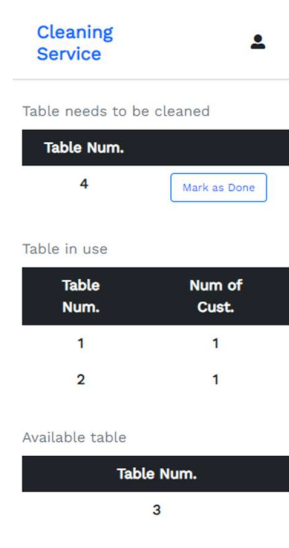 Cleaning
Service
Table needs to be cleaned
Table Num.
4 Mark as Done
Table in use
Table Num of
Num. Cust.
1 1
2 1
Available table
Table Num.
3